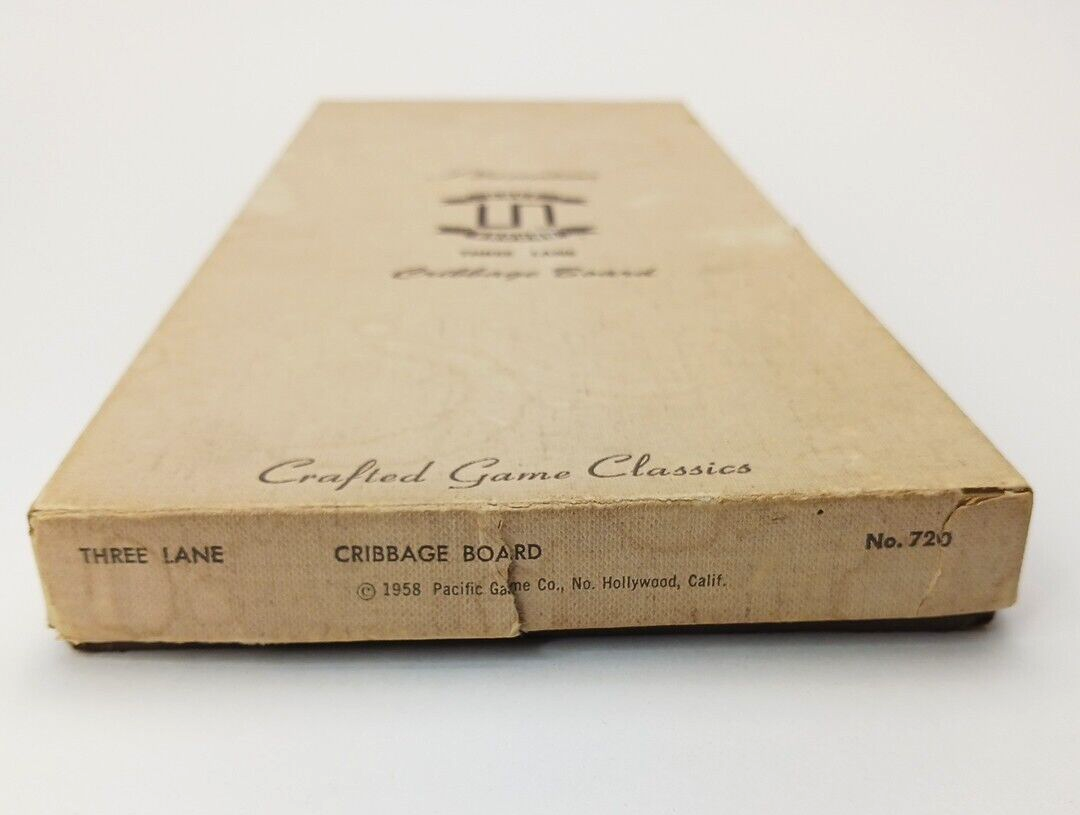 THREE LANE
Cribbage Board
Crafted Game Classics
THREE LANE CRIBBAGE BOARD No. 720
© 1958 Pacific Game Co., No. Hollywood, Calif.